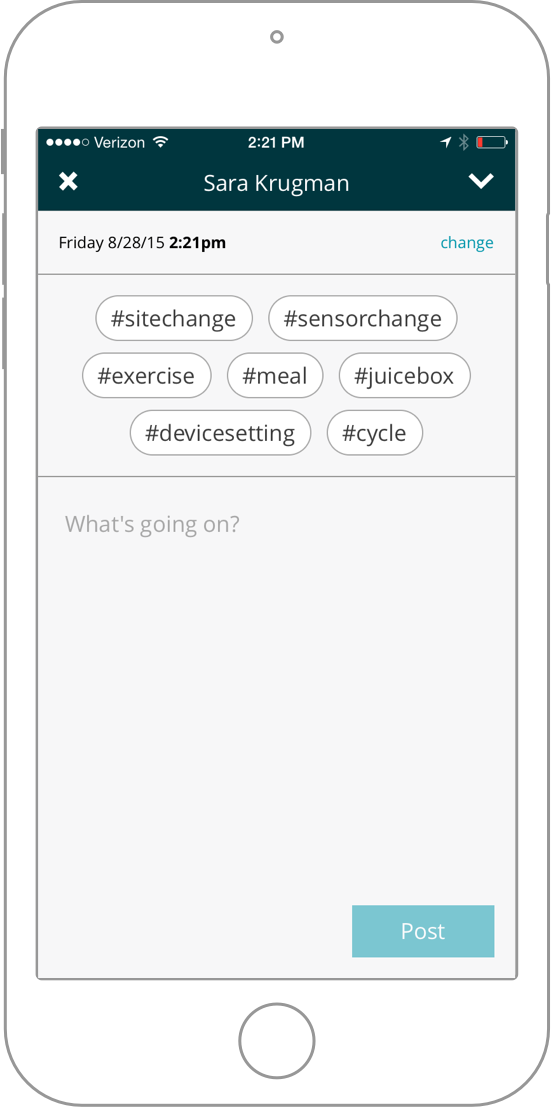 Verizon 2:21 PM
Sara Krugman
Friday 8/28/15 2:21pm change
#sitechange #sensorchange
#exercise #meal #juicebox
#devicesetting #cycle
What's going on?
Post